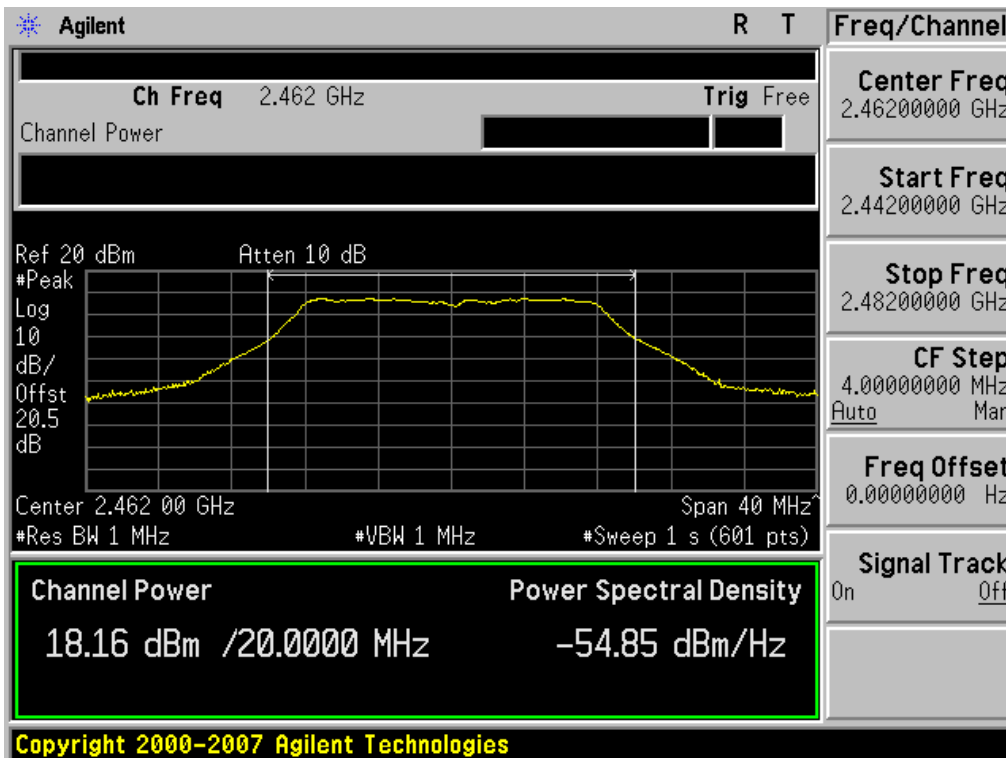 Agilent R T
Ch Freq 2.462 GHz Trig Free
Channel Power
Ref 20 dBm Atten 10 dB
#Peak
Log
10
dB/
Offst
20.5
dB
Center 2.462 00 GHz Span 40 MHz^
#Res BW 1 MHz #VBW 1 MHz #Sweep 1 s (601 pts)
Channel Power Power Spectral Density
18.16 dBm /20.0000 MHz -54.85 dBm/Hz
Copyright 2000-2007 Agilent Technologies
Freq/Channel
Center Freq
2.46200000 GHz
Start Freq
2.44200000 GHz
Stop Freq
2.48200000 GHz
CF Step
4.00000000 MHz
Auto Man
Freq Offset
0.00000000 Hz
Signal Track
On Off